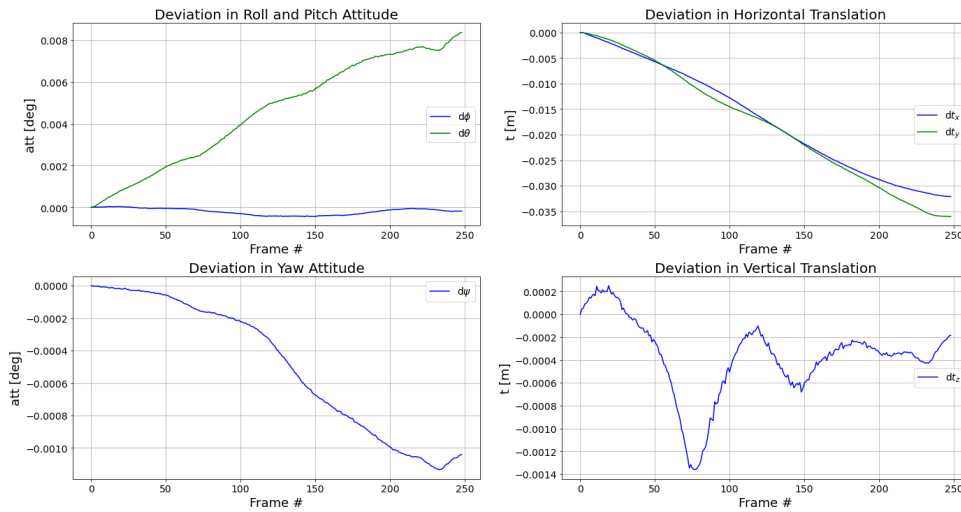 Deviation in Roll and Pitch Attitude
att [deg]
0.008
0.006
0.004
0.002
0.000
dϕ
dθ
0
50
100
150
200
250
Frame #
Deviation in Horizontal Translation
t [m]
0.000
−0.005
−0.010
−0.015
−0.020
−0.025
−0.030
−0.035
dtₓ
dt_y
0
50
100
150
200
250
Frame #
Deviation in Yaw Attitude
att [deg]
0.0000
−0.0002
−0.0004
−0.0006
−0.0008
−0.0010
dψ
0
50
100
150
200
250
Frame #
Deviation in Vertical Translation
t [m]
0.0002
0.0000
−0.0002
−0.0004
−0.0006
−0.0008
−0.0010
−0.0012
−0.0014
dt_z
0
50
100
150
200
250
Frame #